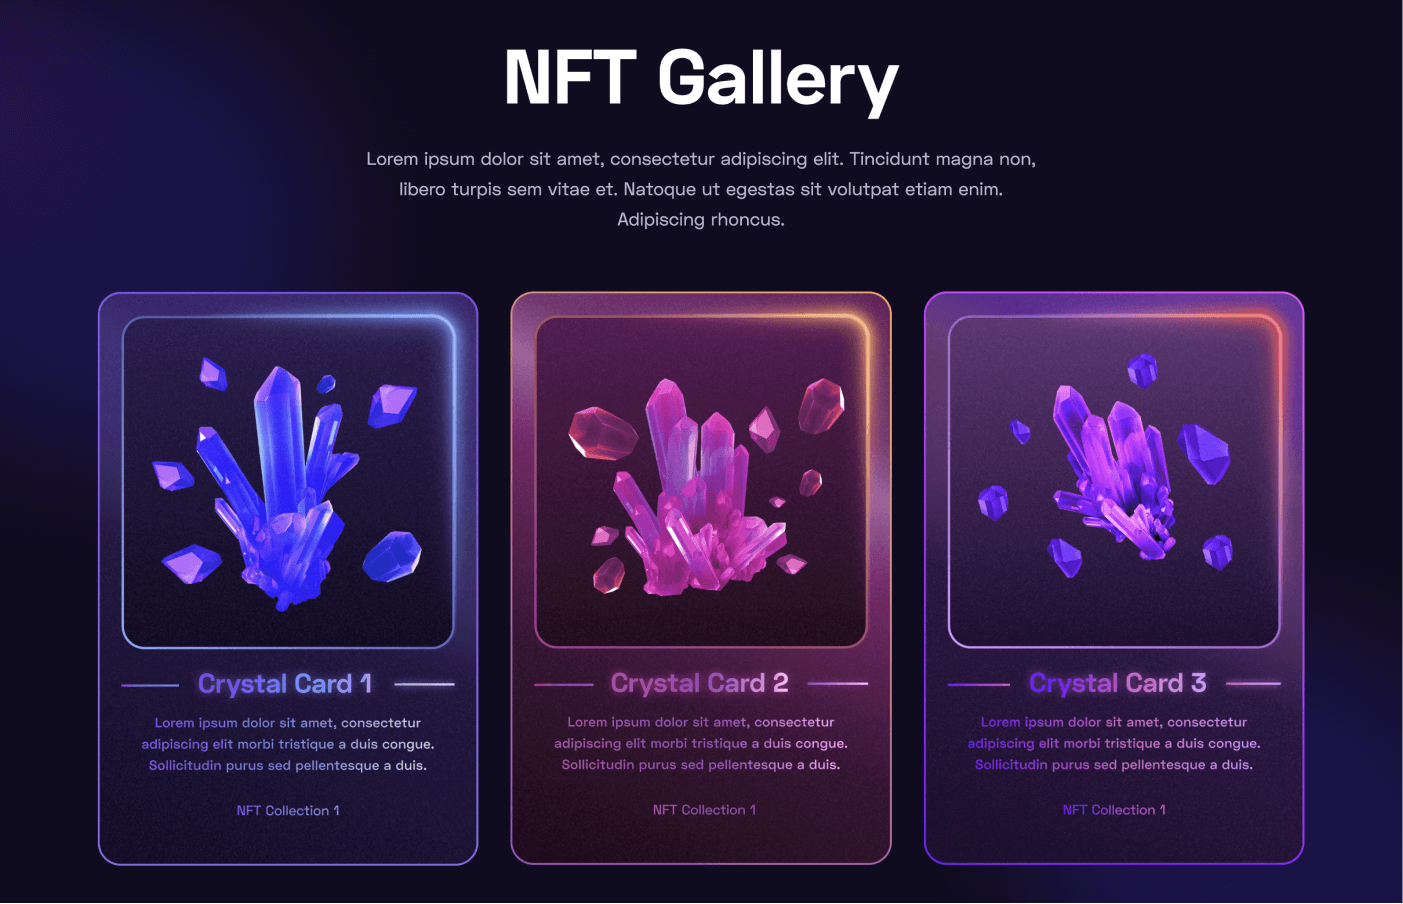 NFT Gallery
Lorem ipsum dolor sit amet, consectetur adipiscing elit. Tincidunt magna non,
libero turpis sem vitae et. Natoque ut egestas sit volutpat etiam enim.
Adipiscing rhoncus.
Crystal Card 1
Lorem ipsum dolor sit amet, consectetur
adipiscing elit morbi tristique a duis congue.
Sollicitudin purus sed pellentesque a duis.
NFT Collection 1
Crystal Card 2
Lorem ipsum dolor sit amet, consectetur
adipiscing elit morbi tristique a duis congue.
Sollicitudin purus sed pellentesque a duis.
NFT Collection 1
Crystal Card 3
Lorem ipsum dolor sit amet, consectetur
adipiscing elit morbi tristique a duis congue.
Sollicitudin purus sed pellentesque a duis.
NFT Collection 1